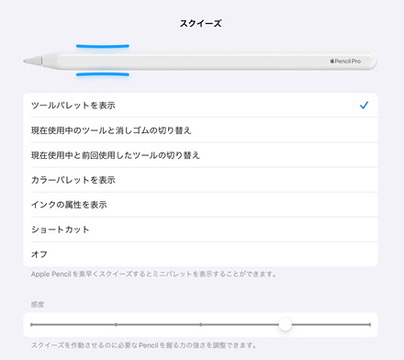 スクイーズ
Pencil Pro
ツールパレットを表示
現在使用中のツールと消しゴムの切り替え
現在使用中と前回使用したツールの切り替え
カラーパレットを表示
インクの属性を表示
ショートカット
オフ
Apple Pencilを素早くスクイーズするとミニパレットを表示することができます。
感度
スクイーズを作動させるのに必要なPencilを握る力の強さを調整できます。